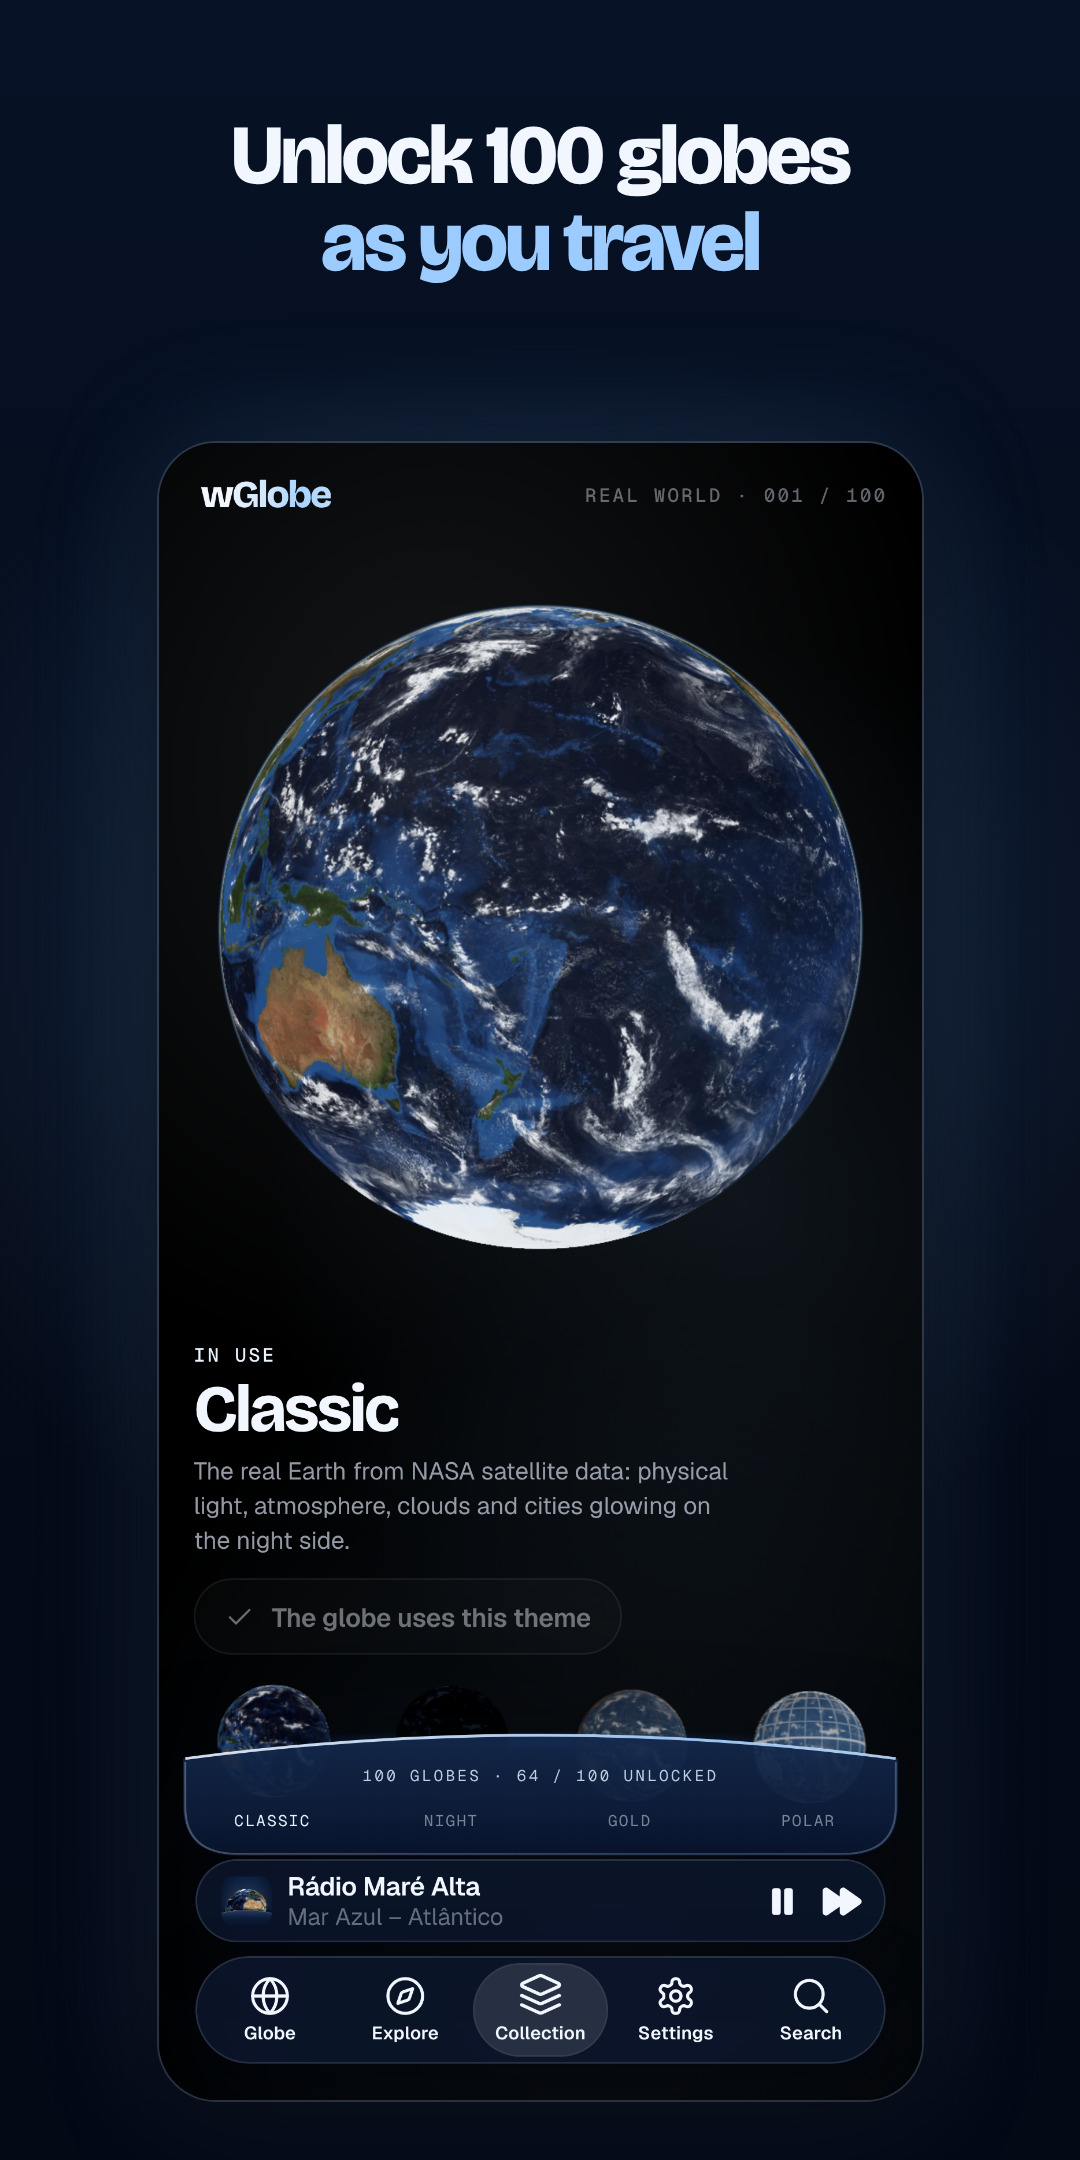 Unlock 100 globes
as you travel
wGlobe
REAL WORLD · 001 / 100
IN USE
Classic
The real Earth from NASA satellite data: physical
light, atmosphere, clouds and cities glowing on
the night side.
The globe uses this theme
100 GLOBES · 64 / 100 UNLOCKED
CLASSIC NIGHT GOLD POLAR
Rádio Maré Alta
Mar Azul – Atlântico
Globe Explore Collection Settings Search